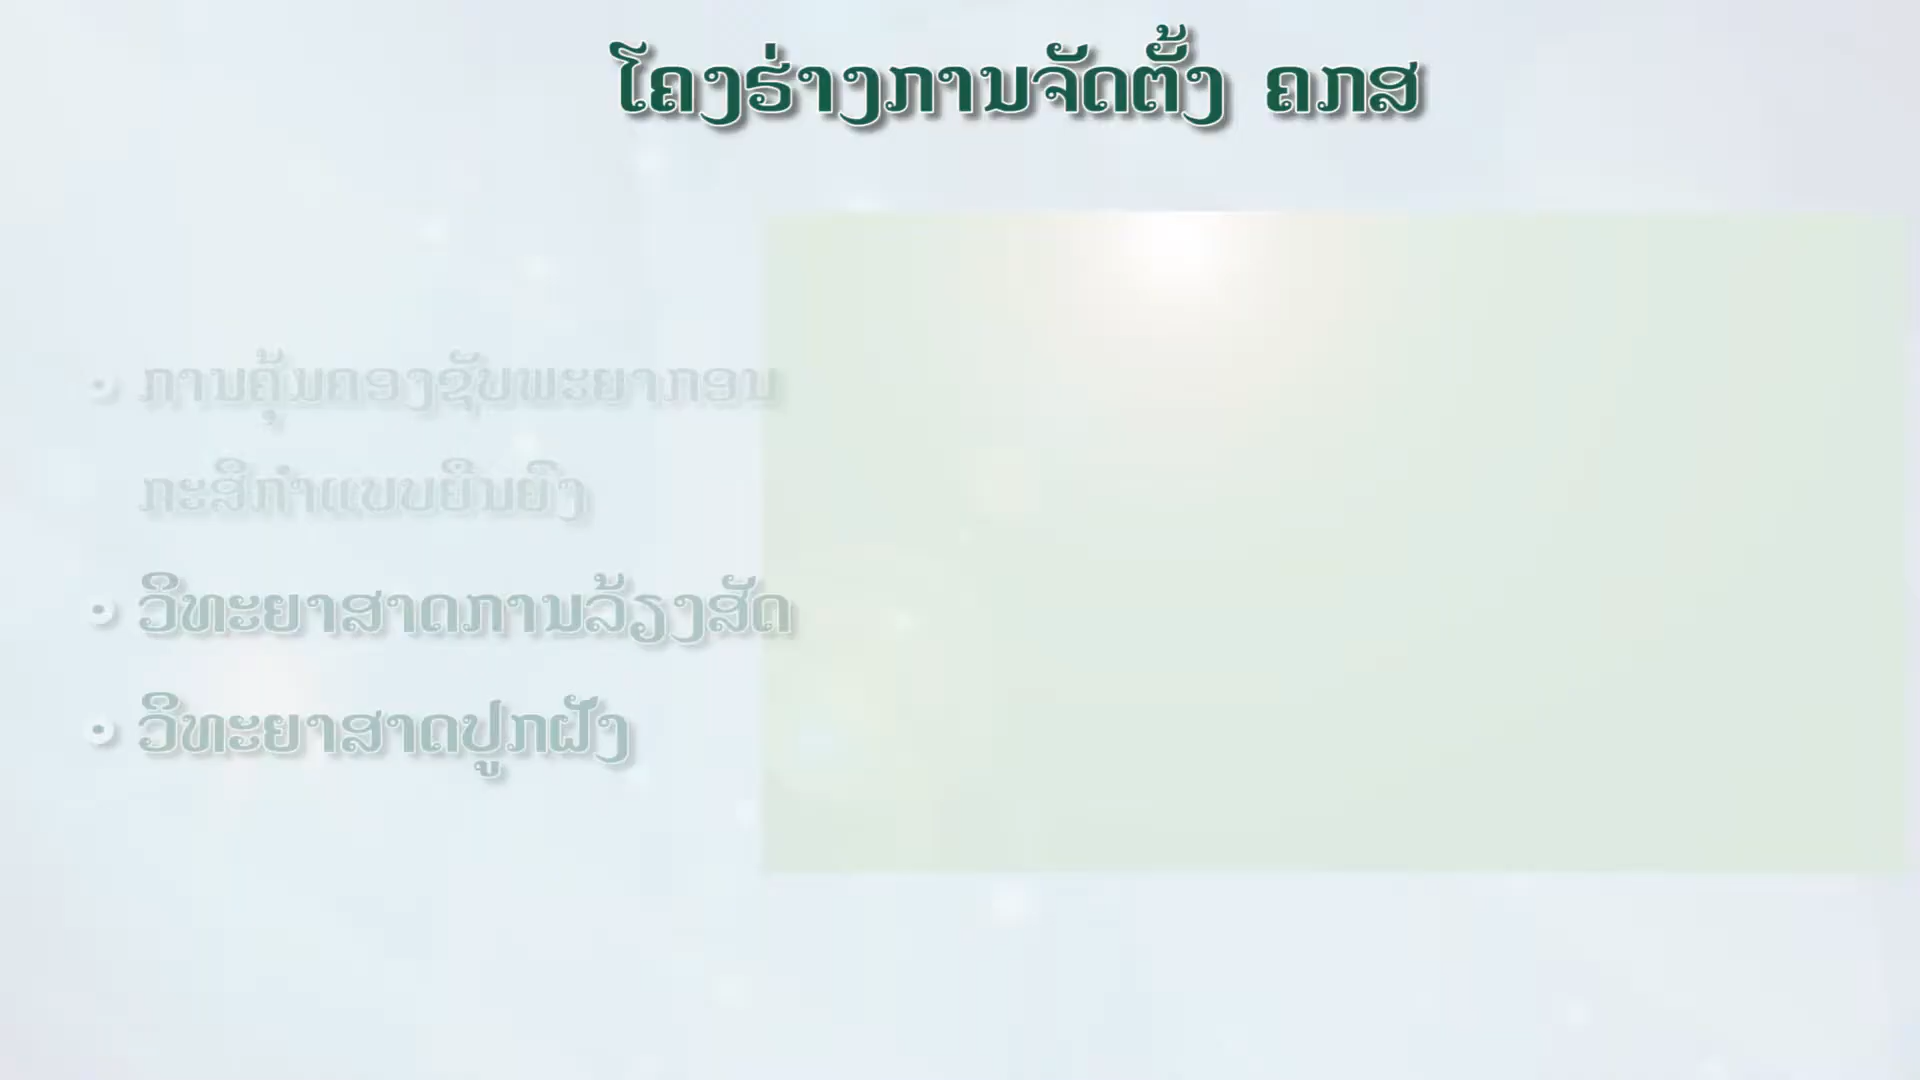 ໂຄງຮ່າງການຈັດຕັ້ງ ຄກສ
• ການຄຸ້ມຄອງຊັບພະຍາກອນ
ກະສິກຳແບບຍືນຍົງ
• ວິທະຍາສາດການລ້ຽງສັດ
• ວິທະຍາສາດປູກຝັງ